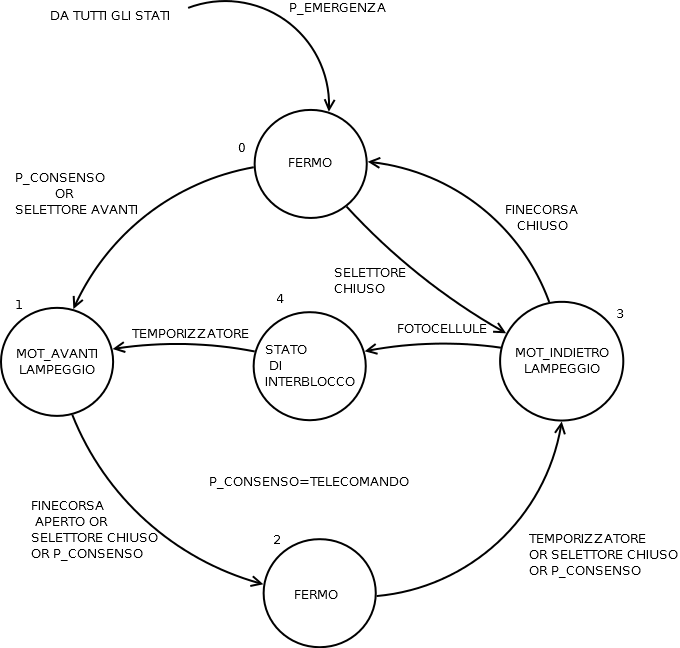 P_EMERGENZA
DA TUTTI GLI STATI
0
FERMO
P_CONSENSO
OR
SELETTORE AVANTI
FINECORSA
CHIUSO
SELETTORE
CHIUSO
1
4
3
TEMPORIZZATORE
FOTOCELLULE
MOT_AVANTI
LAMPEGGIO
STATO
DI
INTERBLOCCO
MOT_INDIETRO
LAMPEGGIO
P_CONSENSO=TELECOMANDO
FINECORSA
APERTO OR
SELETTORE CHIUSO
OR P_CONSENSO
2
FERMO
TEMPORIZZATORE
OR SELETTORE CHIUSO
OR P_CONSENSO